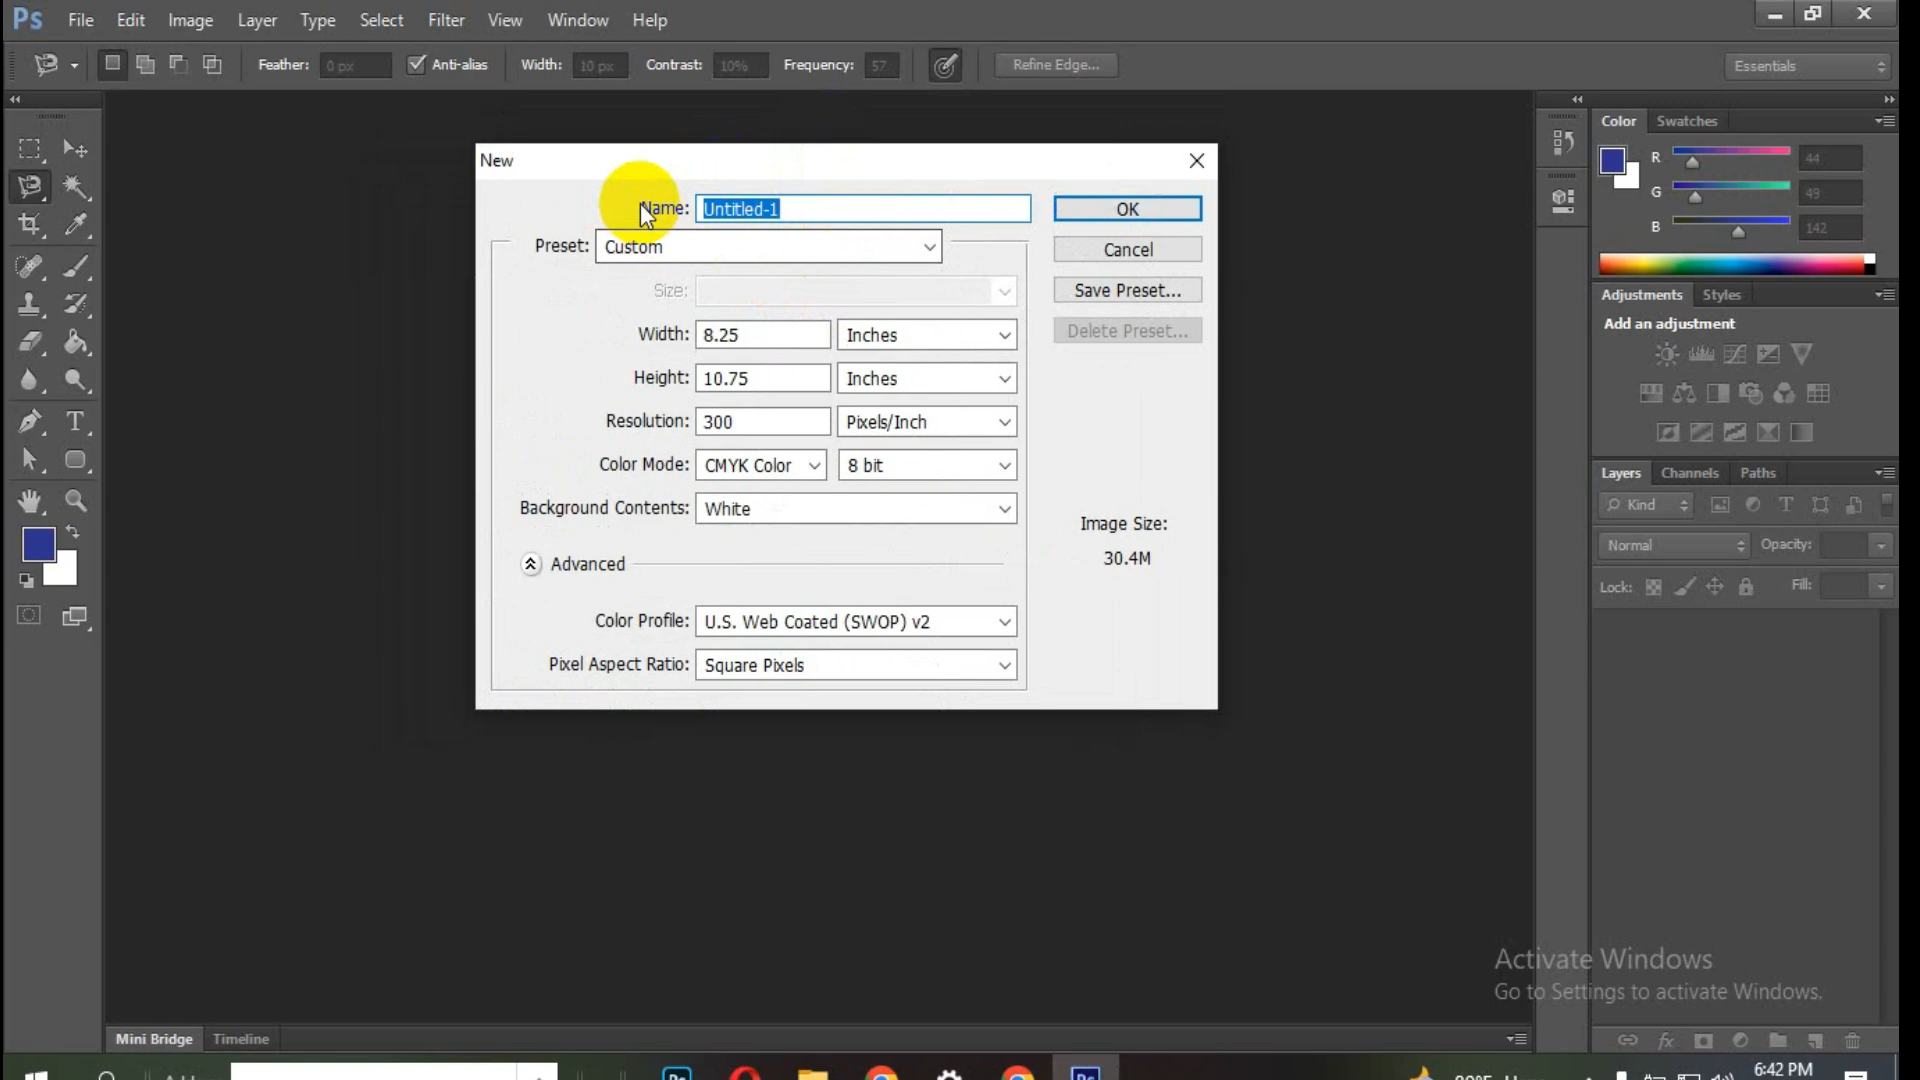 Ps File Edit Image Layer Type Select Filter View Window Help
Feather: 0 px Anti-alias Width: 10 px Contrast: 10% Frequency: 57 Refine Edge... Essentials
New
Name: Untitled-1
Preset: Custom
Size:
Width: 8.25 Inches
Height: 10.75 Inches
Resolution: 300 Pixels/Inch
Color Mode: CMYK Color 8 bit
Background Contents: White
Advanced
Color Profile: U.S. Web Coated (SWOP) v2
Pixel Aspect Ratio: Square Pixels
OK
Cancel
Save Preset...
Delete Preset...
Image Size:
30.4M
Color Swatches
R 44
G 49
B 142
Adjustments Styles
Add an adjustment
Layers Channels Paths
Kind
Normal Opacity:
Lock: Fill:
Activate Windows
Go to Settings to activate Windows.
Mini Bridge Timeline
6:42 PM